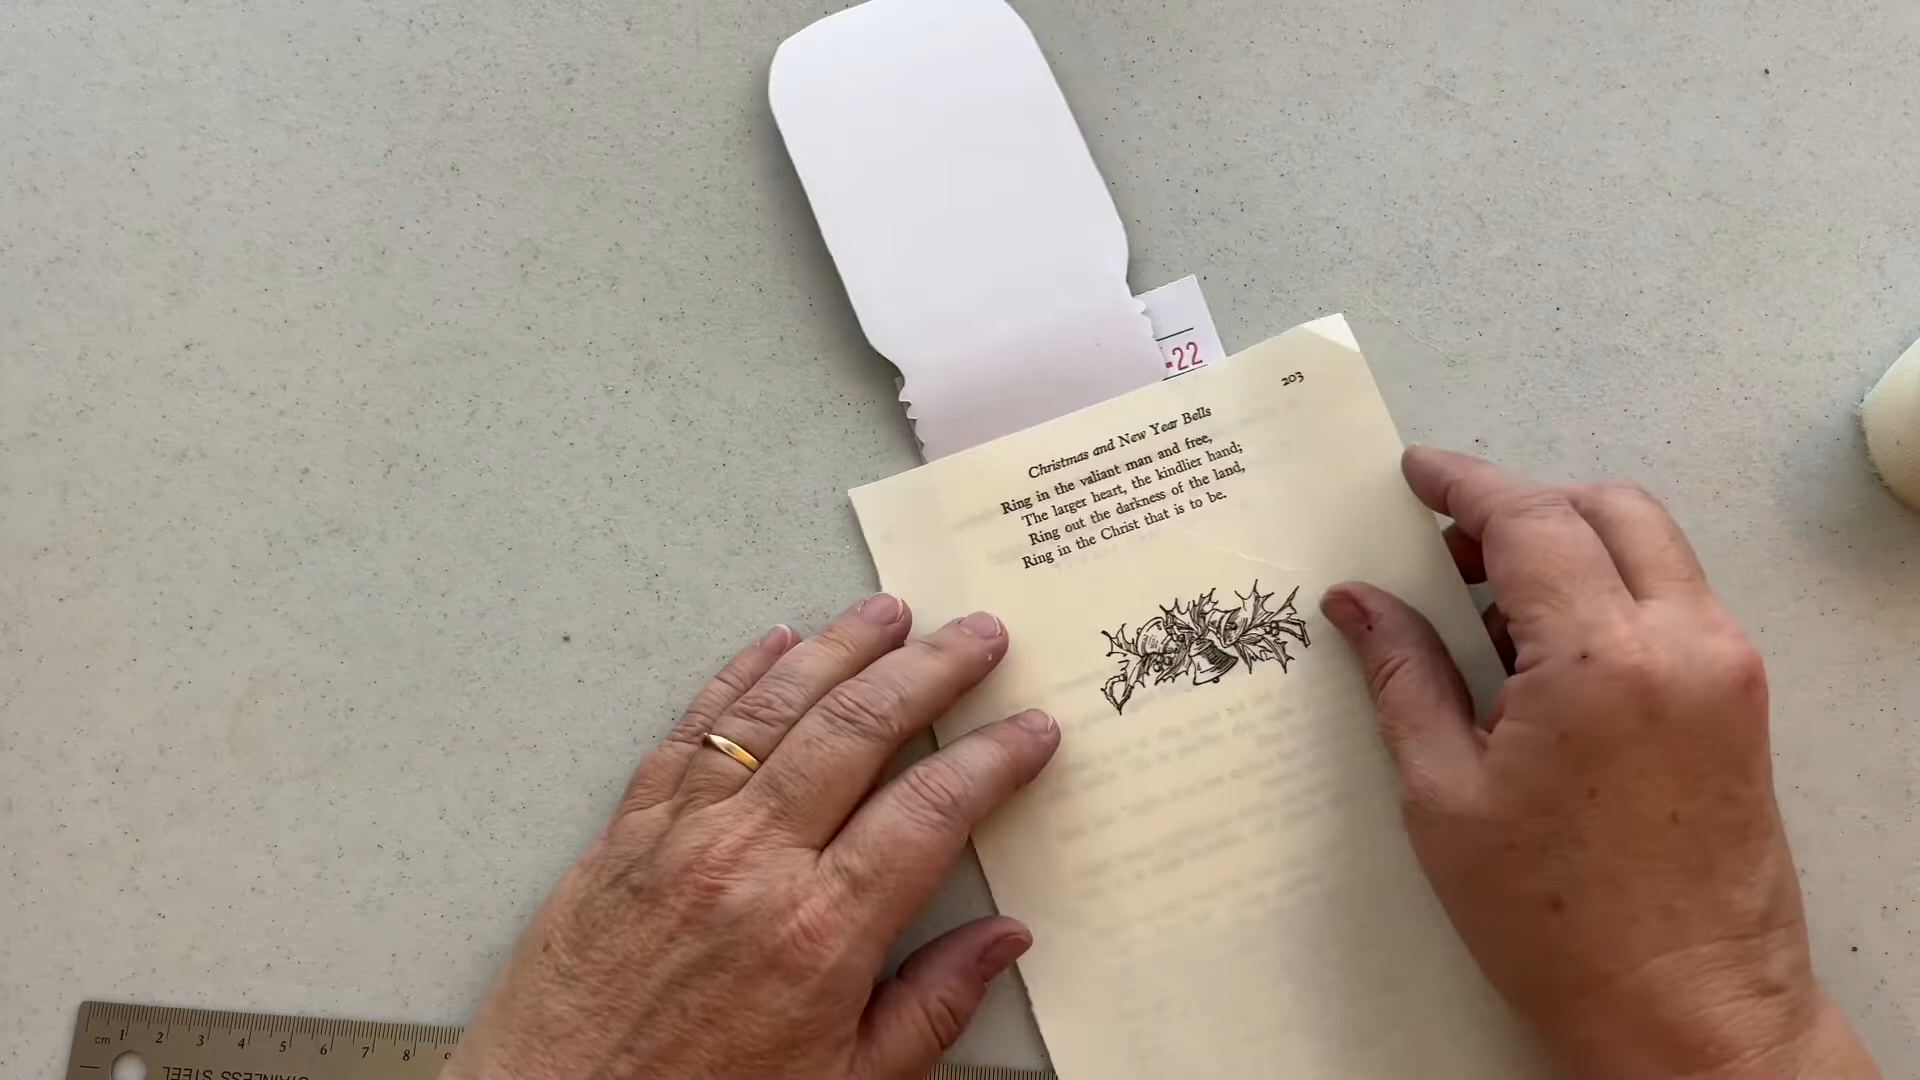 -22
203
Christmas and New Year Bells
Ring in the valiant man and free,
The larger heart, the kindlier hand;
Ring out the darkness of the land,
Ring in the Christ that is to be.
cm 1 2 3 4 5 6 7 8 9
STAINLESS STEEL